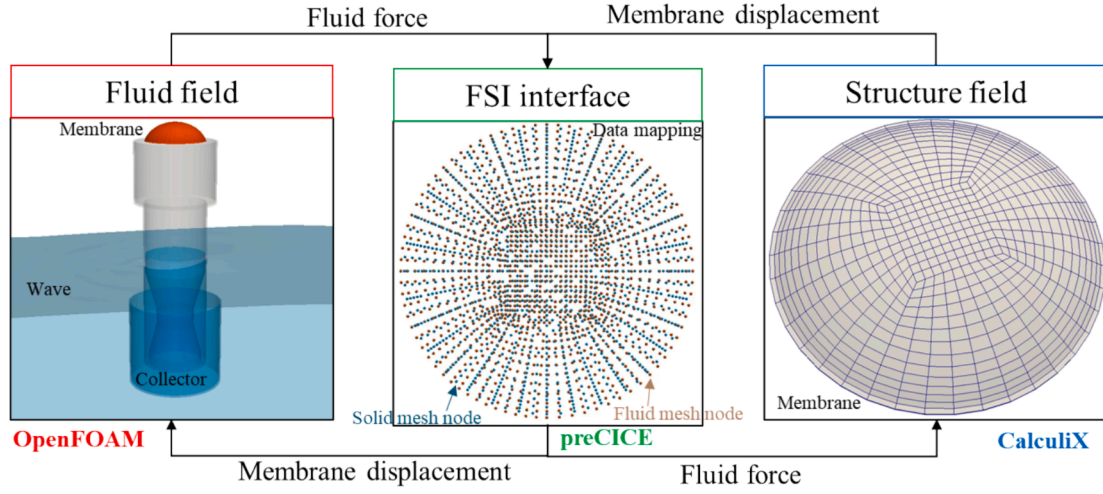 Fluid force
Membrane displacement
Fluid field
FSI interface
Structure field
Membrane
Wave
Collector
Data mapping
Solid mesh node
Fluid mesh node
Membrane
OpenFOAM
preCICE
CalculiX
Membrane displacement
Fluid force